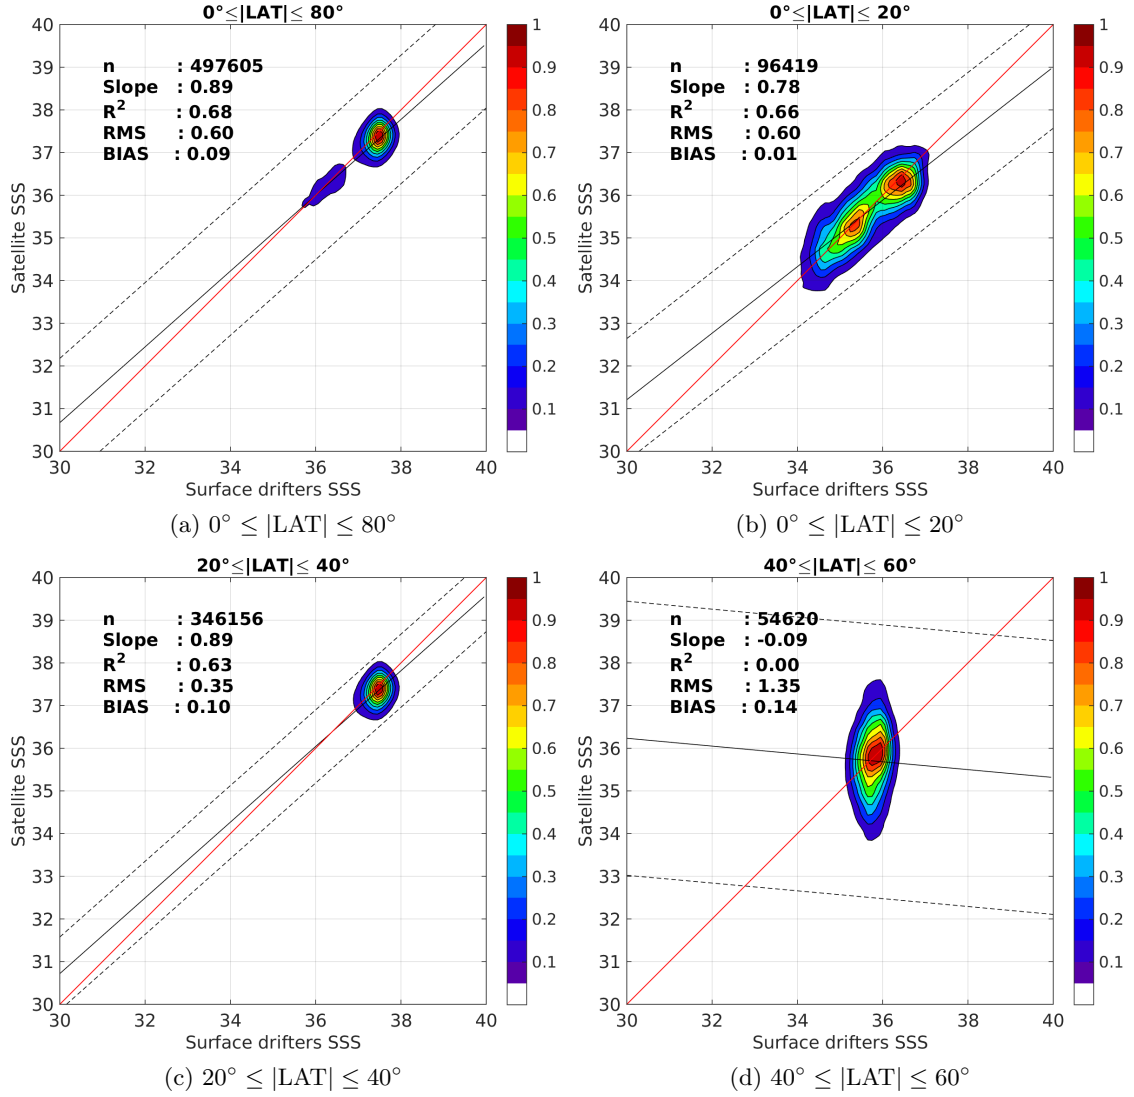 0°≤|LAT|≤ 80°
n : 497605
Slope : 0.89
R² : 0.68
RMS : 0.60
BIAS : 0.09
Satellite SSS
40
39
38
37
36
35
34
33
32
31
30
30 32 34 36 38 40
Surface drifters SSS
1
0.9
0.8
0.7
0.6
0.5
0.4
0.3
0.2
0.1
(a) 0° ≤ |LAT| ≤ 80°
0°≤|LAT|≤ 20°
n : 96419
Slope : 0.78
R² : 0.66
RMS : 0.60
BIAS : 0.01
Satellite SSS
40
39
38
37
36
35
34
33
32
31
30
30 32 34 36 38 40
Surface drifters SSS
1
0.9
0.8
0.7
0.6
0.5
0.4
0.3
0.2
0.1
(b) 0° ≤ |LAT| ≤ 20°
20°≤|LAT|≤ 40°
n : 346156
Slope : 0.89
R² : 0.63
RMS : 0.35
BIAS : 0.10
Satellite SSS
40
39
38
37
36
35
34
33
32
31
30
30 32 34 36 38 40
Surface drifters SSS
1
0.9
0.8
0.7
0.6
0.5
0.4
0.3
0.2
0.1
(c) 20° ≤ |LAT| ≤ 40°
40°≤|LAT|≤ 60°
n : 54620
Slope : -0.09
R² : 0.00
RMS : 1.35
BIAS : 0.14
Satellite SSS
40
39
38
37
36
35
34
33
32
31
30
30 32 34 36 38 40
Surface drifters SSS
1
0.9
0.8
0.7
0.6
0.5
0.4
0.3
0.2
0.1
(d) 40° ≤ |LAT| ≤ 60°